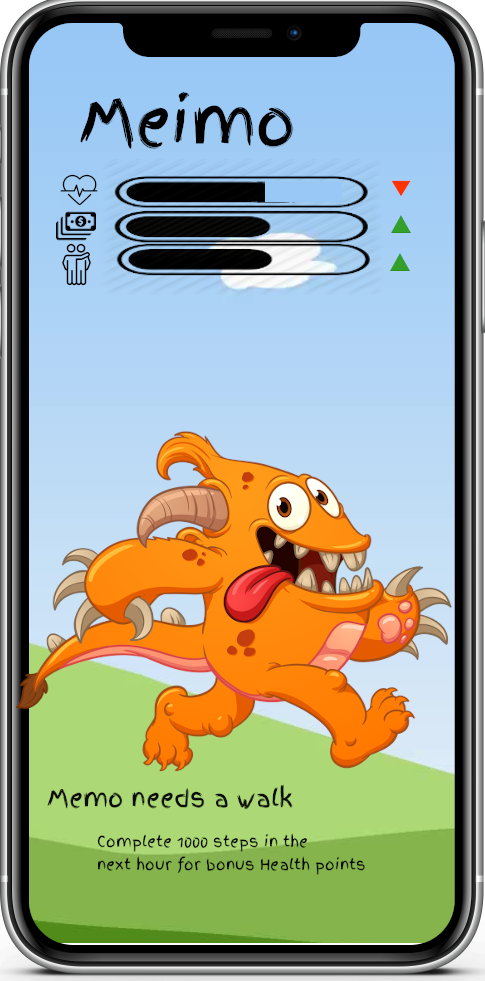 Meimo
$
Memo needs a walk
Complete 1000 steps in the
next hour for bonus Health points